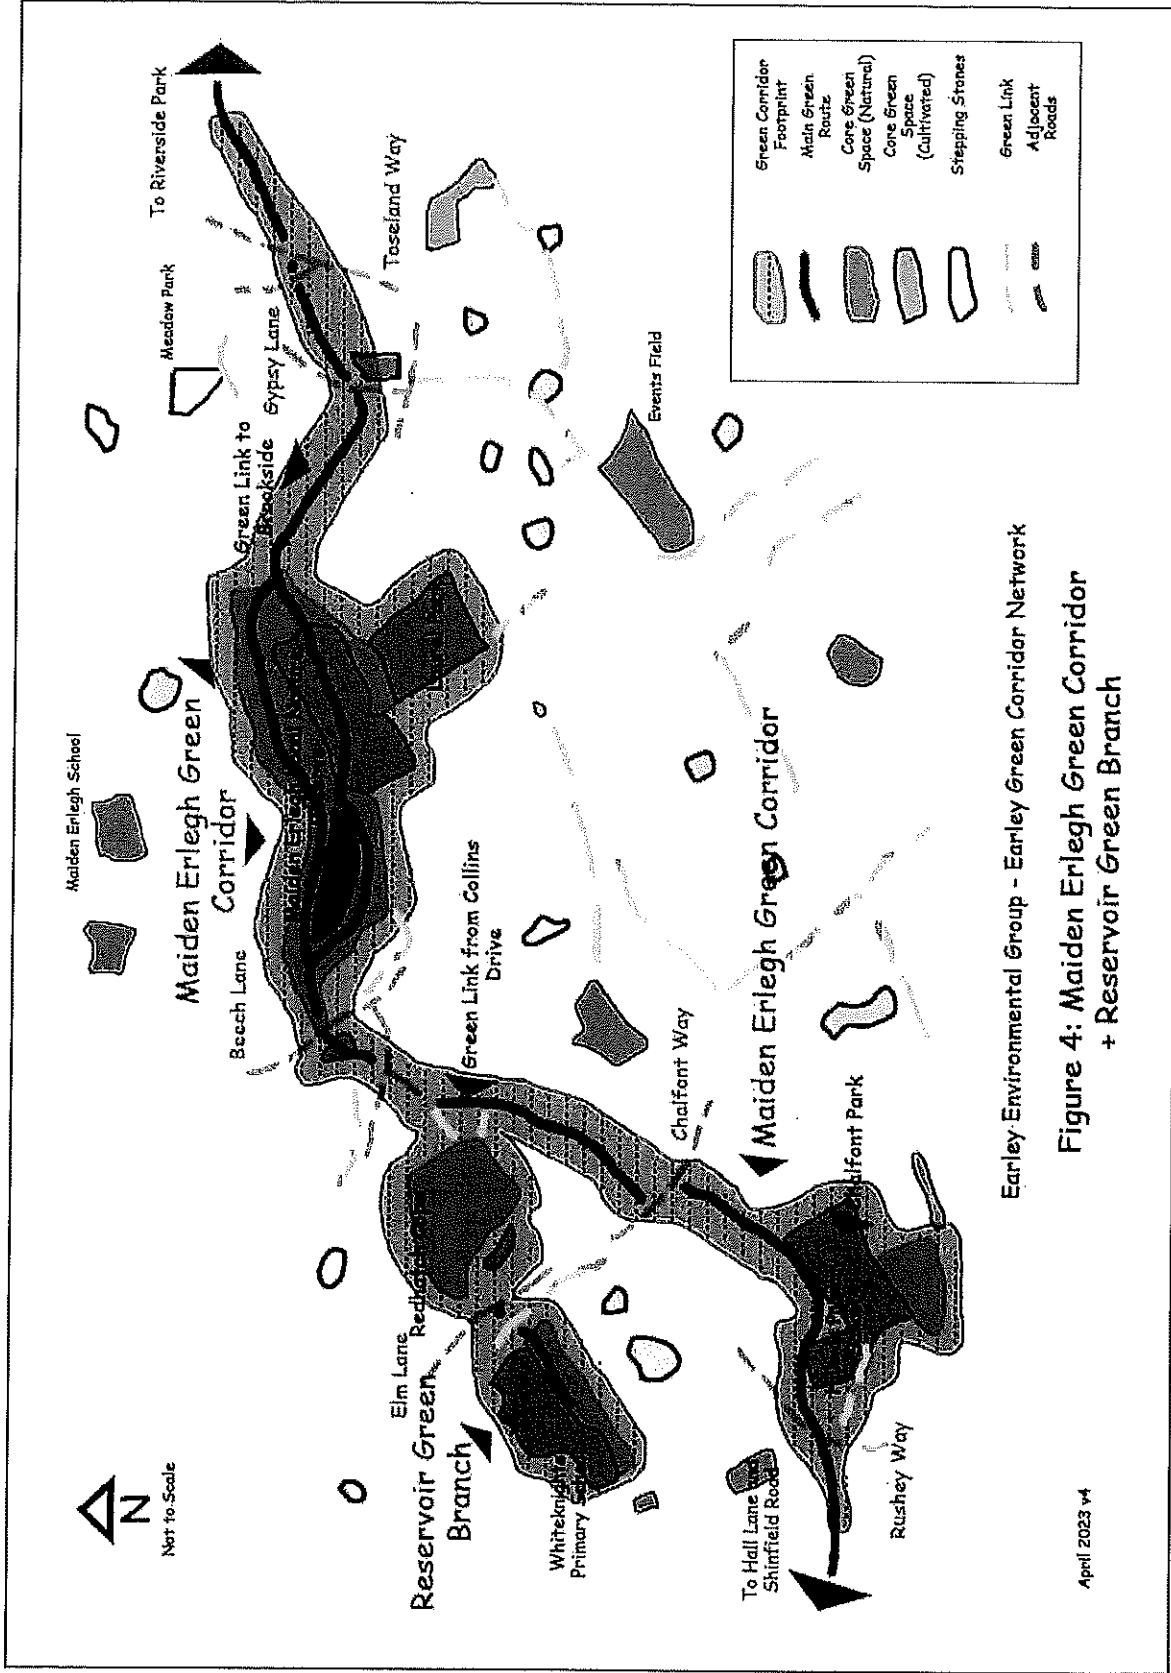 N
Not to Scale
Maiden Erlegh School
Meadow Park
To Riverside Park
Maiden Erlegh Green
Corridor
Beech Lane
Green Link to
Brookside
Gypsy Lane
Toseland Way
Elm Lane
Reservoir Green
Branch
Whiteknights
Primary
Green Link from Collins
Drive
Events Field
Chalfont Way
Maiden Erlegh Green Corridor
Chalfont Park
To Hall Lane and
Shinfield Road
Rushey Way
Green Corridor
Footprint
Main Green
Route
Core Green
Space (Natural)
Core Green
Space
(Cultivated)
Stepping Stones
Green Link
Adjacent
Roads
Earley Environmental Group - Earley Green Corridor Network
Figure 4: Maiden Erlegh Green Corridor
+ Reservoir Green Branch
April 2023 v4